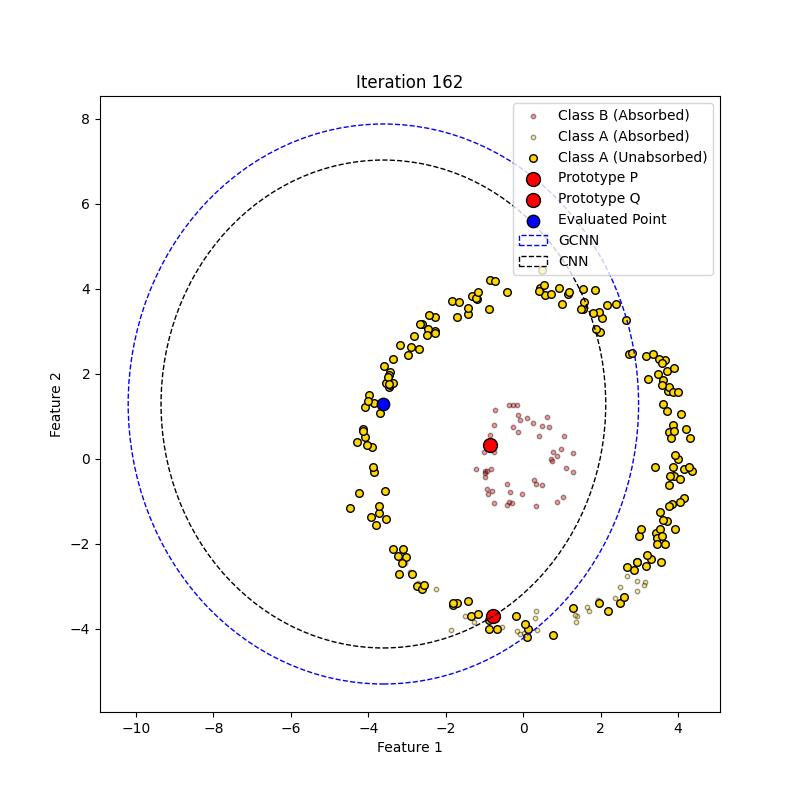 Iteration 162
Class B (Absorbed)
Class A (Absorbed)
Class A (Unabsorbed)
Prototype P
Prototype Q
Evaluated Point
GCNN
CNN
8
6
4
2
0
−2
−4
Feature 2
−10
−8
−6
−4
−2
0
2
4
Feature 1